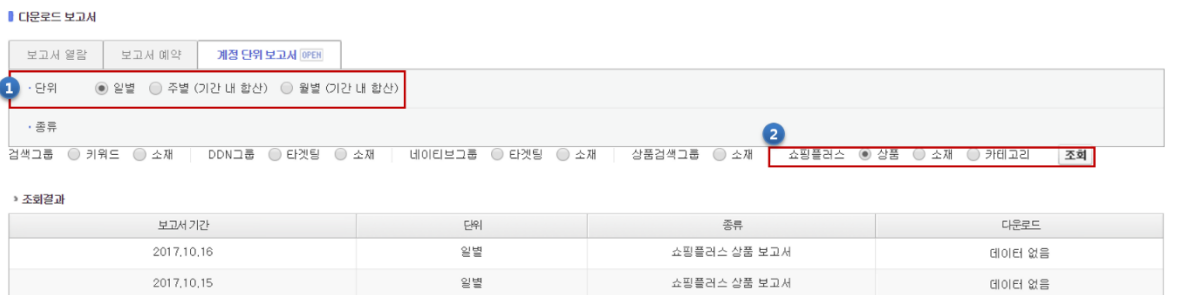 다운로드 보고서
보고서 열람 보고서 예약 계정 단위 보고서 OPEN
1 · 단위 일별 주별 (기간 내 합산) 월별 (기간 내 합산)
· 종류 2
검색그룹 키워드 소재 DDN그룹 타겟팅 소재 네이티브그룹 타겟팅 소재 상품검색그룹 소재 쇼핑플러스 상품 소재 카테고리 조회
조회결과
보고서 기간 단위 종류 다운로드
2017.10.16 일별 쇼핑플러스 상품 보고서 데이터 없음
2017.10.15 일별 쇼핑플러스 상품 보고서 데이터 없음